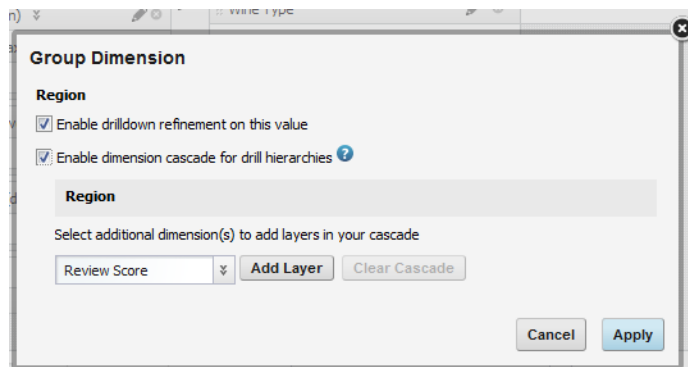 n)
Wine Type
Group Dimension
Region
Enable drilldown refinement on this value
Enable dimension cascade for drill hierarchies ?
Region
Select additional dimension(s) to add layers in your cascade
Review Score Add Layer Clear Cascade
Cancel Apply